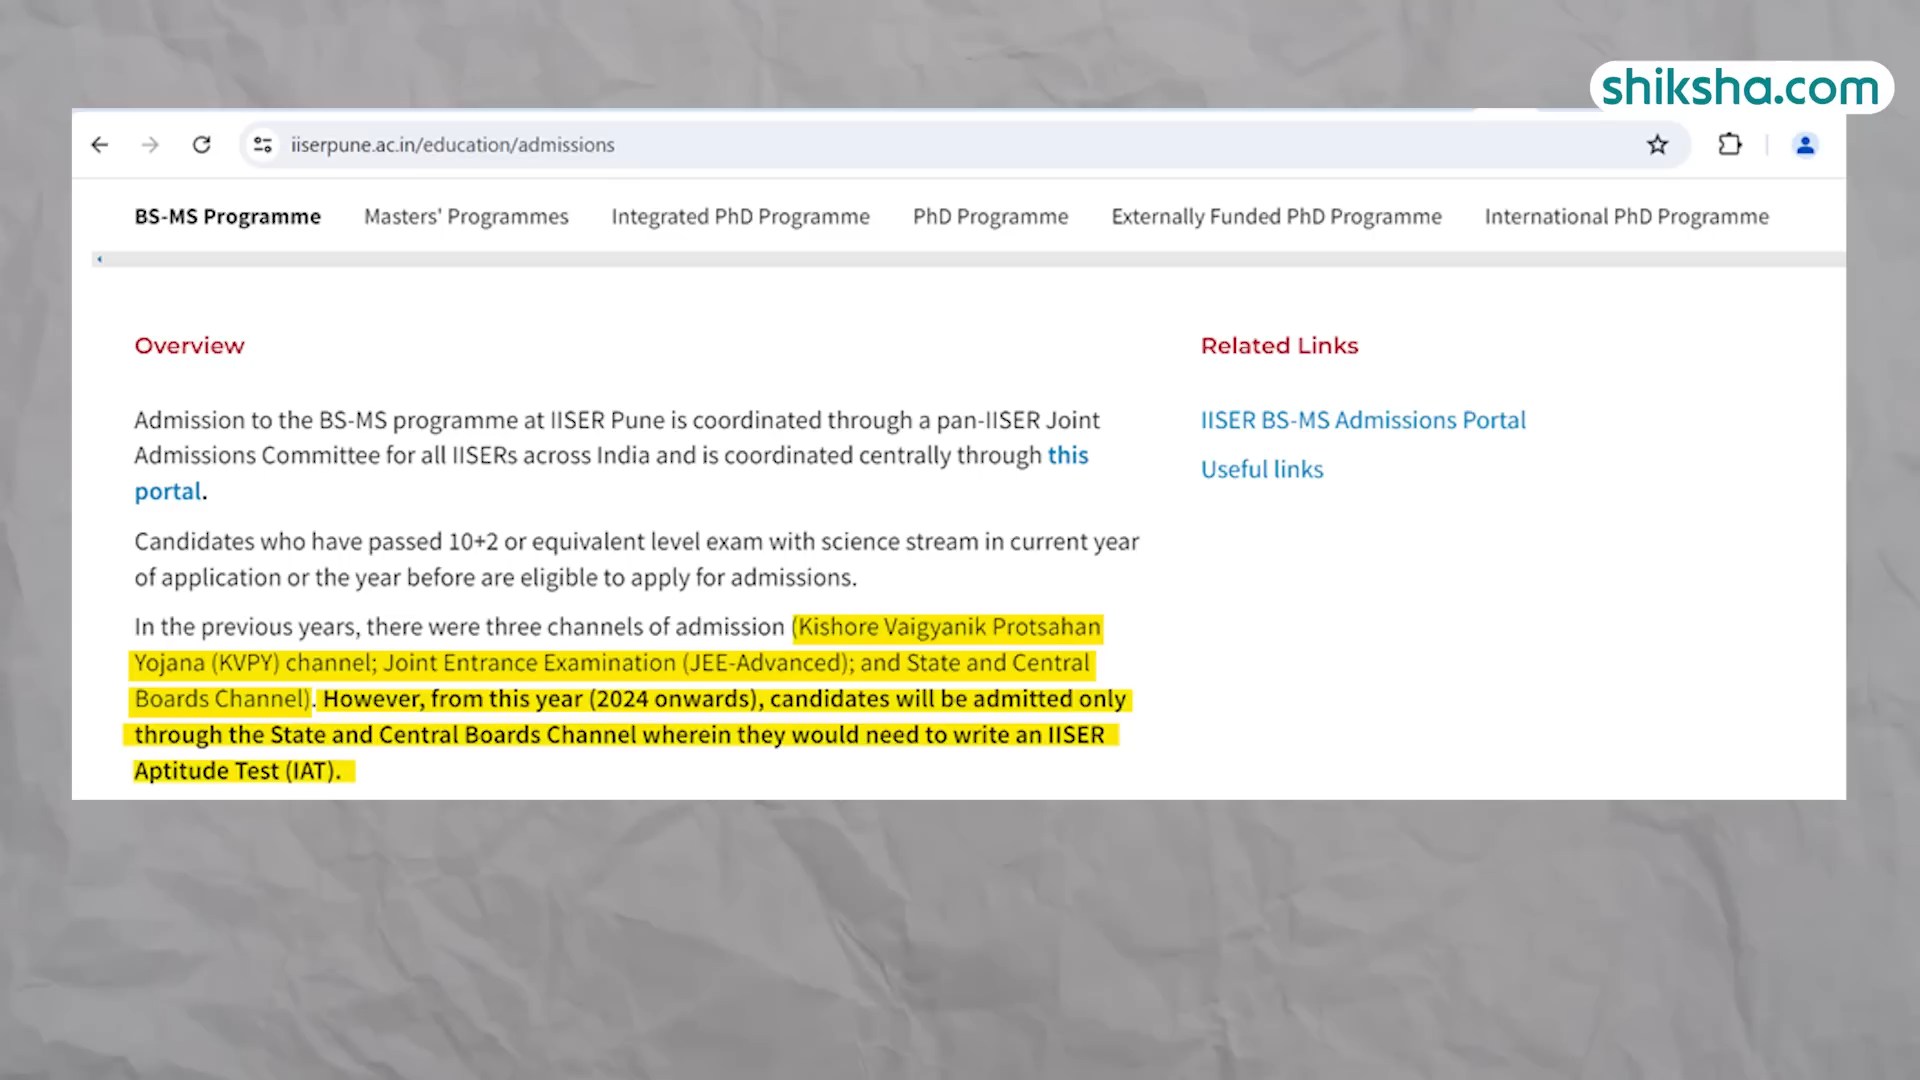 shiksha.com
iiserpune.ac.in/education/admissions
BS-MS Programme Masters' Programmes Integrated PhD Programme PhD Programme Externally Funded PhD Programme International PhD Programme
Overview
Admission to the BS-MS programme at IISER Pune is coordinated through a pan-IISER Joint
Admissions Committee for all IISERs across India and is coordinated centrally through this
portal.
Candidates who have passed 10+2 or equivalent level exam with science stream in current year
of application or the year before are eligible to apply for admissions.
In the previous years, there were three channels of admission (Kishore Vaigyanik Protsahan
Yojana (KVPY) channel; Joint Entrance Examination (JEE-Advanced); and State and Central
Boards Channel). However, from this year (2024 onwards), candidates will be admitted only
through the State and Central Boards Channel wherein they would need to write an IISER
Aptitude Test (IAT).
Related Links
IISER BS-MS Admissions Portal
Useful links